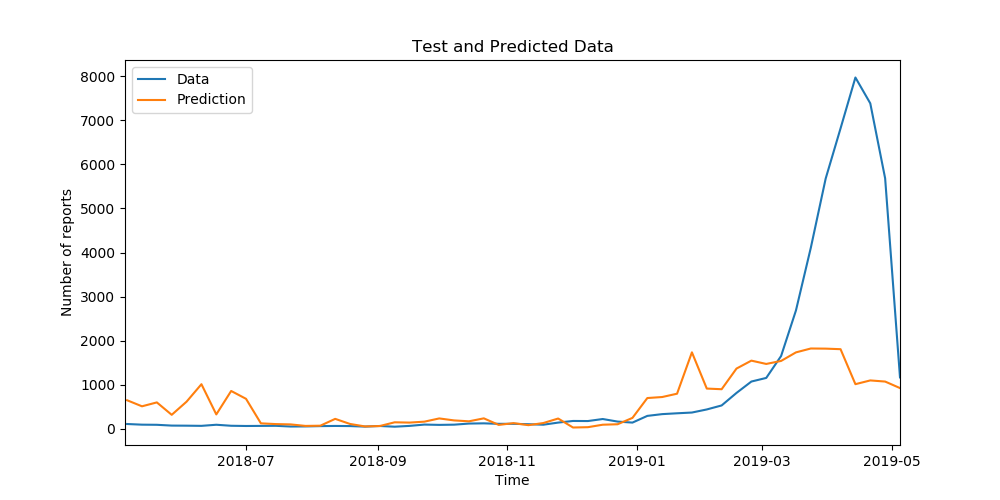 Test and Predicted Data
Data
Prediction
8000
7000
6000
5000
4000
3000
2000
1000
0
Number of reports
2018-07 2018-09 2018-11 2019-01 2019-03 2019-05
Time